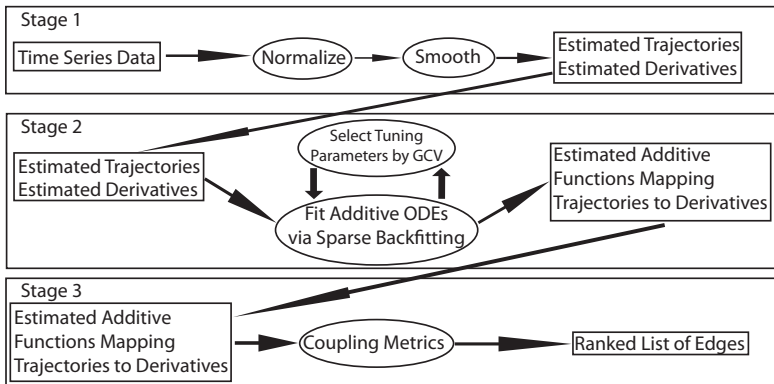 Stage 1
Time Series Data
Normalize
Smooth
Estimated Trajectories
Estimated Derivatives
Stage 2
Estimated Trajectories
Estimated Derivatives
Select Tuning
Parameters by GCV
Fit Additive ODEs
via Sparse Backfitting
Estimated Additive
Functions Mapping
Trajectories to Derivatives
Stage 3
Estimated Additive
Functions Mapping
Trajectories to Derivatives
Coupling Metrics
Ranked List of Edges